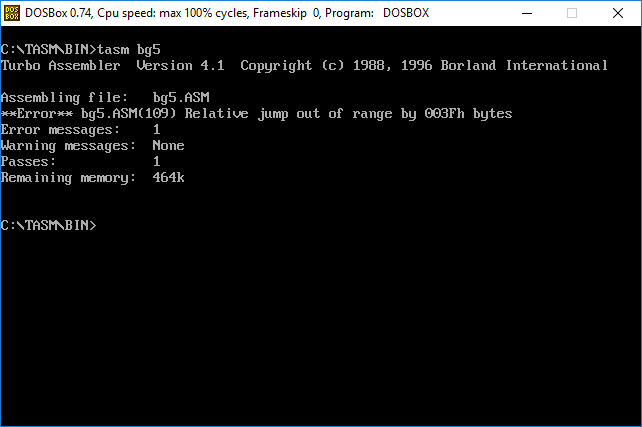 DOS BOX DOSBox 0.74, Cpu speed: max 100% cycles, Frameskip 0, Program: DOSBOX
C:\TASM\BIN>tasm bg5
Turbo Assembler Version 4.1 Copyright (c) 1988, 1996 Borland International
Assembling file: bg5.ASM
**Error** bg5.ASM(109) Relative jump out of range by 003Fh bytes
Error messages: 1
Warning messages: None
Passes: 1
Remaining memory: 464k
C:\TASM\BIN>